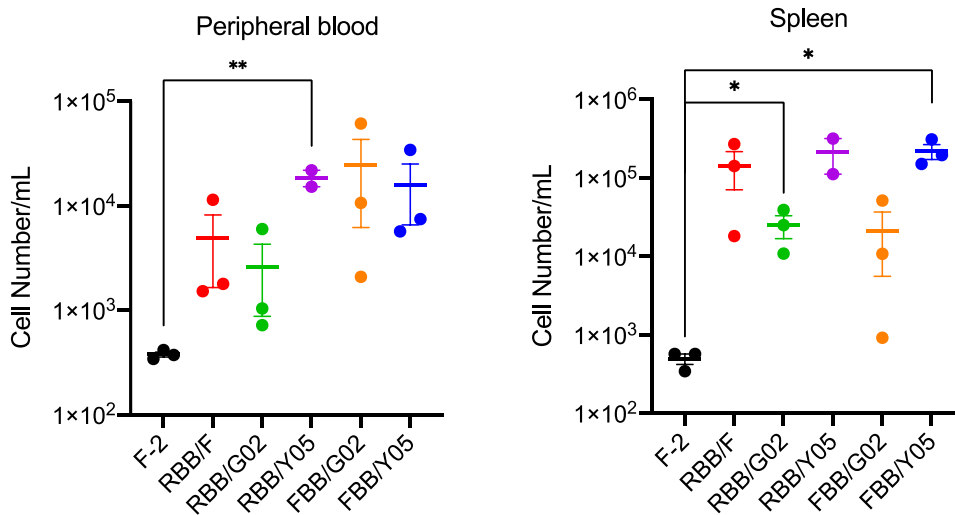 Peripheral blood
**
Cell Number/mL
1×10^5
1×10^4
1×10^3
1×10^2
F-2
RBB/F
RBB/G02
RBB/Y05
FBB/G02
FBB/Y05
Spleen
*
*
Cell Number/mL
1×10^6
1×10^5
1×10^4
1×10^3
1×10^2
F-2
RBB/F
RBB/G02
RBB/Y05
FBB/G02
FBB/Y05